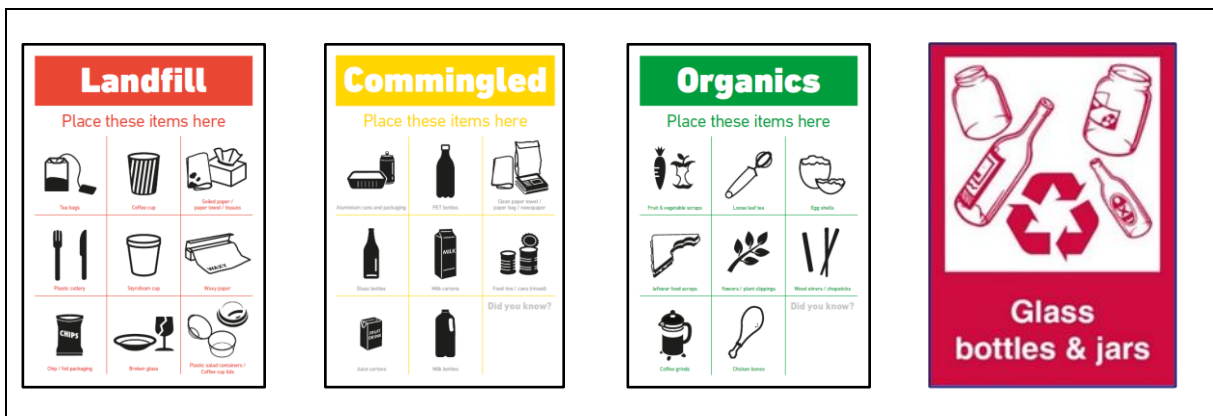 Landfill
Place these items here
Tea bags
Coffee cup
Soiled paper /
paper towel / tissues
Plastic cutlery
Styrofoam cup
WAXY
Waxy paper
CHIPS
Chip / foil packaging
Broken glass
Plastic salad containers /
Coffee cup lids
Commingled
Place these items here
Aluminium cans and packaging
PET bottles
Clean paper towel /
paper bag / newspaper
MILK
Glass bottles
Milk cartons
Food tins / cans (rinsed)
Did you know?
FRUIT
DRINK
Juice cartons
Milk bottles
Organics
Place these items here
Fruit & vegetable scraps
Loose leaf tea
Egg shells
leftover food scraps
flowers / plant clippings
Wood stirers / chopsticks
Did you know?
Coffee grinds
Chicken bones
Glass
bottles & jars